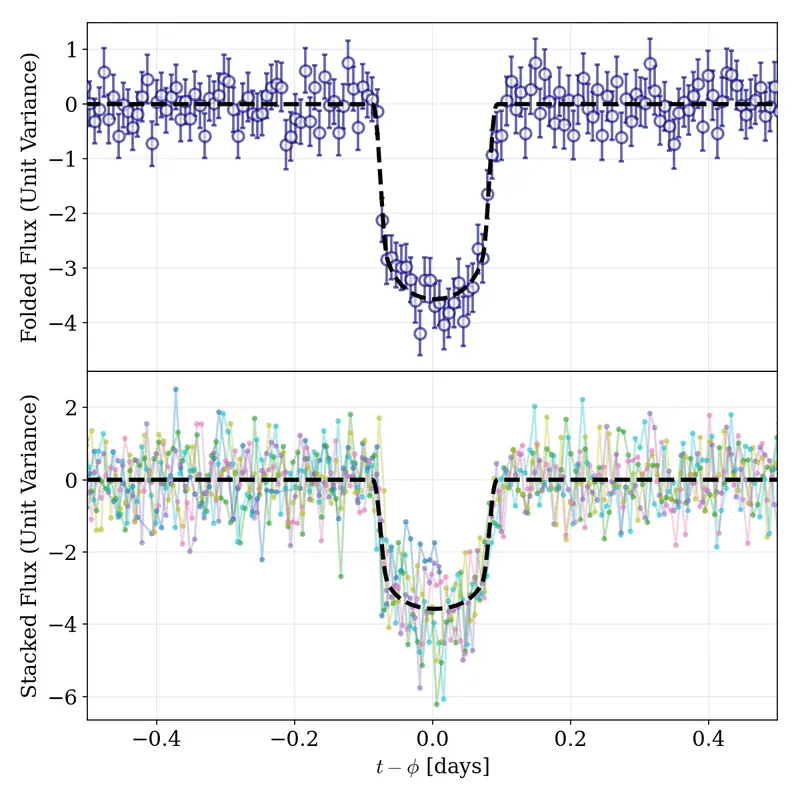 Folded Flux (Unit Variance)
1
0
−1
−2
−3
−4
Stacked Flux (Unit Variance)
2
0
−2
−4
−6
−0.4 −0.2 0.0 0.2 0.4
t − ϕ [days]